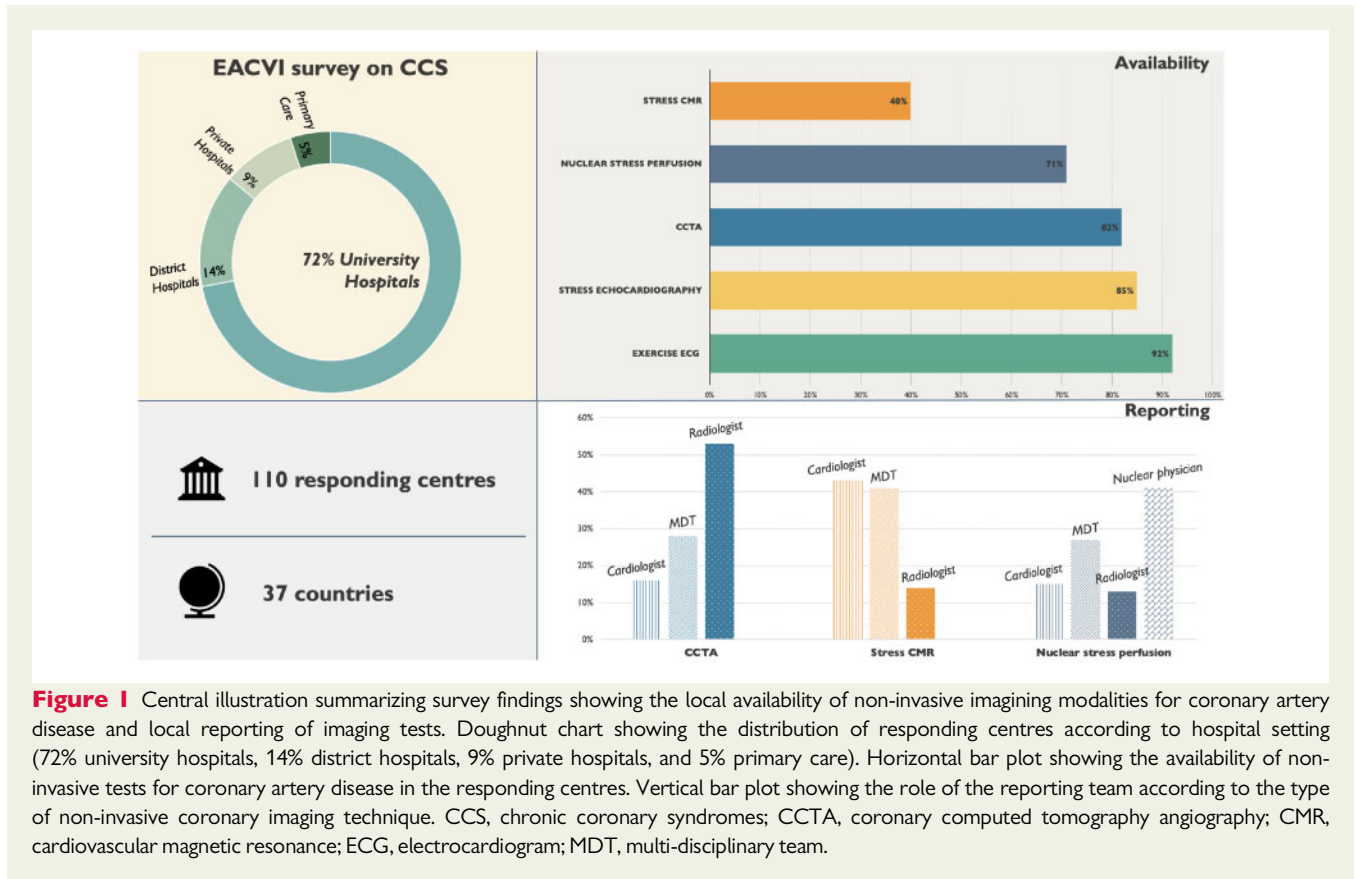 EACVI survey on CCS
Primary
Care
5%
Private
Hospitals
9%
District
Hospitals
14%
72% University
Hospitals
Availability
STRESS CMR
40%
NUCLEAR STRESS PERFUSION
71%
CCTA
82%
STRESS ECHOCARDIOGRAPHY
85%
EXERCISE ECG
92%
0% 10% 20% 30% 40% 50% 60% 70% 80% 90% 100%
110 responding centres
37 countries
Reporting
60%
50%
40%
30%
20%
10%
0%
Cardiologist
MDT
Radiologist
CCTA
Cardiologist
MDT
Radiologist
Stress CMR
Cardiologist
MDT
Radiologist
Nuclear physician
Nuclear stress perfusion
Figure 1 Central illustration summarizing survey findings showing the local availability of non-invasive imagining modalities for coronary artery
disease and local reporting of imaging tests. Doughnut chart showing the distribution of responding centres according to hospital setting
(72% university hospitals, 14% district hospitals, 9% private hospitals, and 5% primary care). Horizontal bar plot showing the availability of non-
invasive tests for coronary artery disease in the responding centres. Vertical bar plot showing the role of the reporting team according to the type
of non-invasive coronary imaging technique. CCS, chronic coronary syndromes; CCTA, coronary computed tomography angiography; CMR,
cardiovascular magnetic resonance; ECG, electrocardiogram; MDT, multi-disciplinary team.